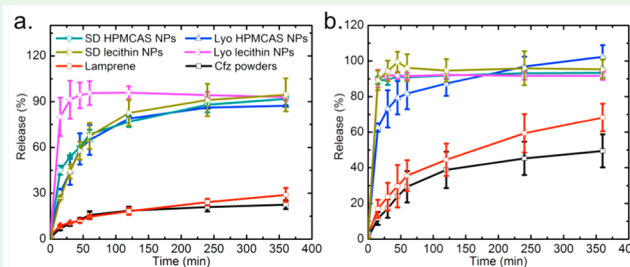 a.
SD HPMCAS NPs Lyo HPMCAS NPs
SD lecithin NPs Lyo lecithin NPs
Lamprene Cfz powders
Release (%)
120
90
60
30
0
0 50 100 150 200 250 300 350 400
Time (min)
b.
Release (%)
120
100
80
60
40
20
0
0 50 100 150 200 250 300 350 400
Time (min)